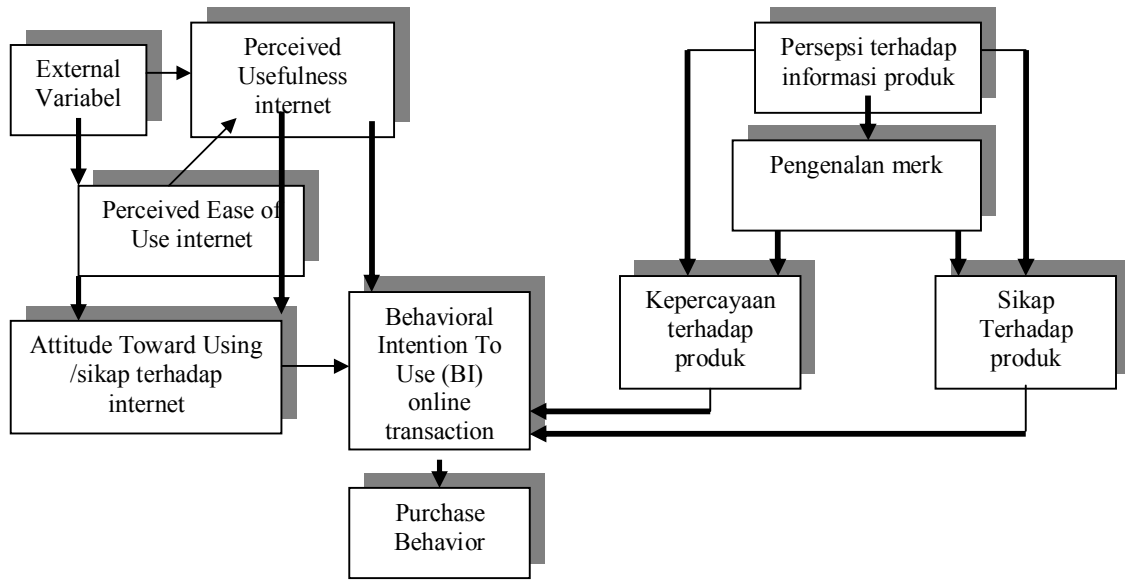 External
Variabel
Perceived
Usefulness
internet
Perceived Ease of
Use internet
Attitude Toward Using
/sikap terhadap
internet
Behavioral
Intention To
Use (BI)
online
transaction
Purchase
Behavior
Persepsi terhadap
informasi produk
Pengenalan merk
Kepercayaan
terhadap
produk
Sikap
Terhadap
produk